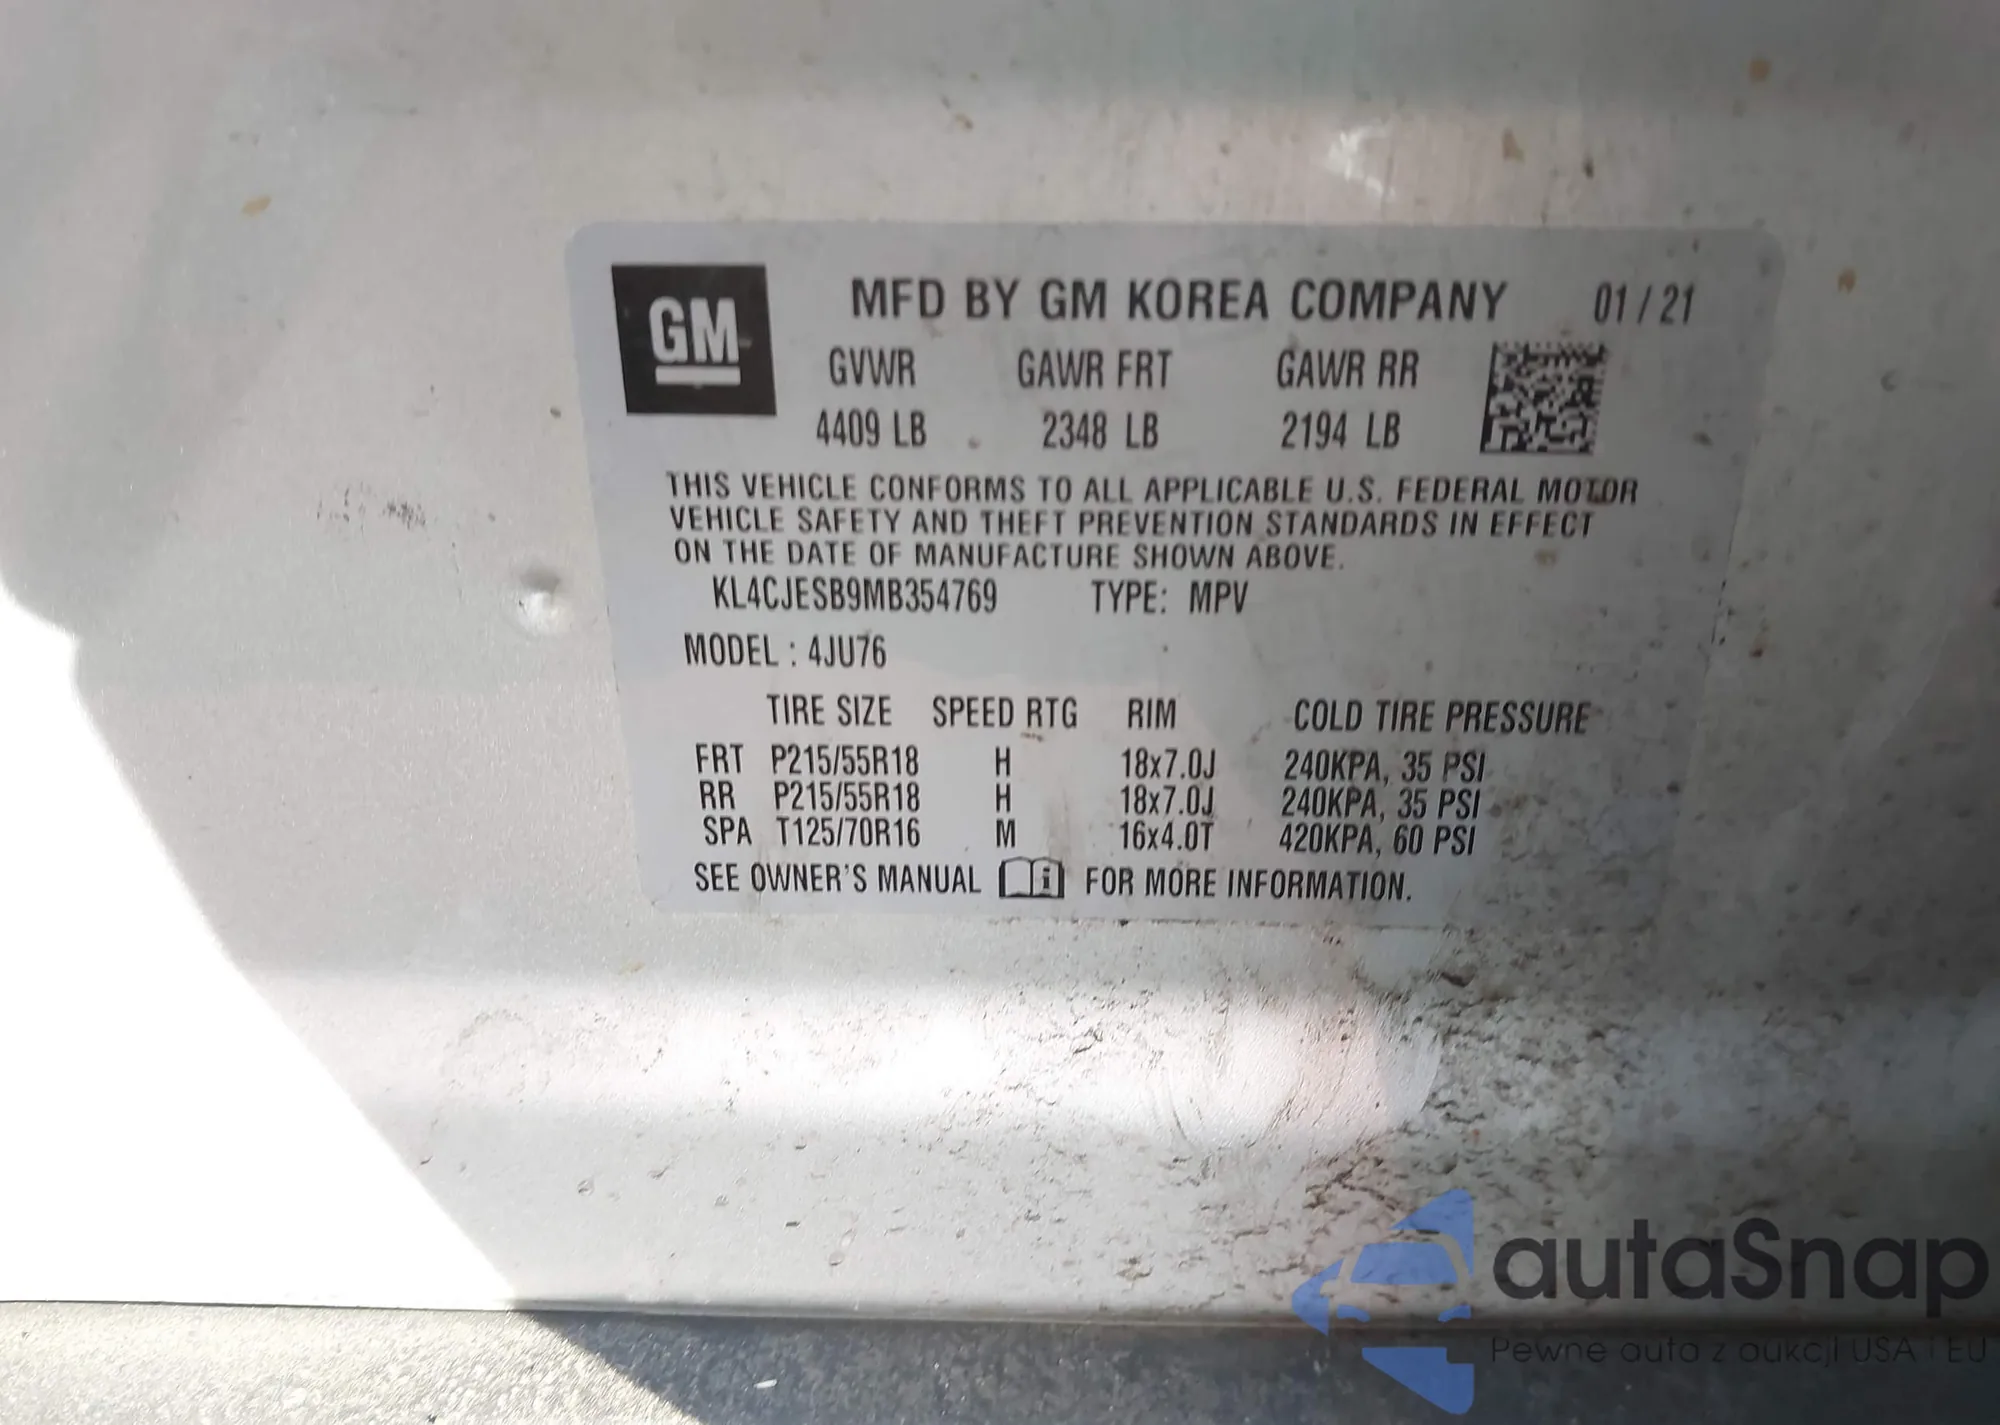 GM
MFD BY GM KOREA COMPANY 01 / 21
GVWR GAWR FRT GAWR RR
4409 LB 2348 LB 2194 LB
THIS VEHICLE CONFORMS TO ALL APPLICABLE U.S. FEDERAL MOTOR
VEHICLE SAFETY AND THEFT PREVENTION STANDARDS IN EFFECT
ON THE DATE OF MANUFACTURE SHOWN ABOVE.
KL4CJESB9MB354769 TYPE: MPV
MODEL : 4JU76
TIRE SIZE SPEED RTG RIM COLD TIRE PRESSURE
FRT P215/55R18 H 18x7.0J 240KPA, 35 PSI
RR P215/55R18 H 18x7.0J 240KPA, 35 PSI
SPA T125/70R16 M 16x4.0T 420KPA, 60 PSI
SEE OWNER'S MANUAL i FOR MORE INFORMATION.
autaSnap
Pewne auta z aukcji USA i EU